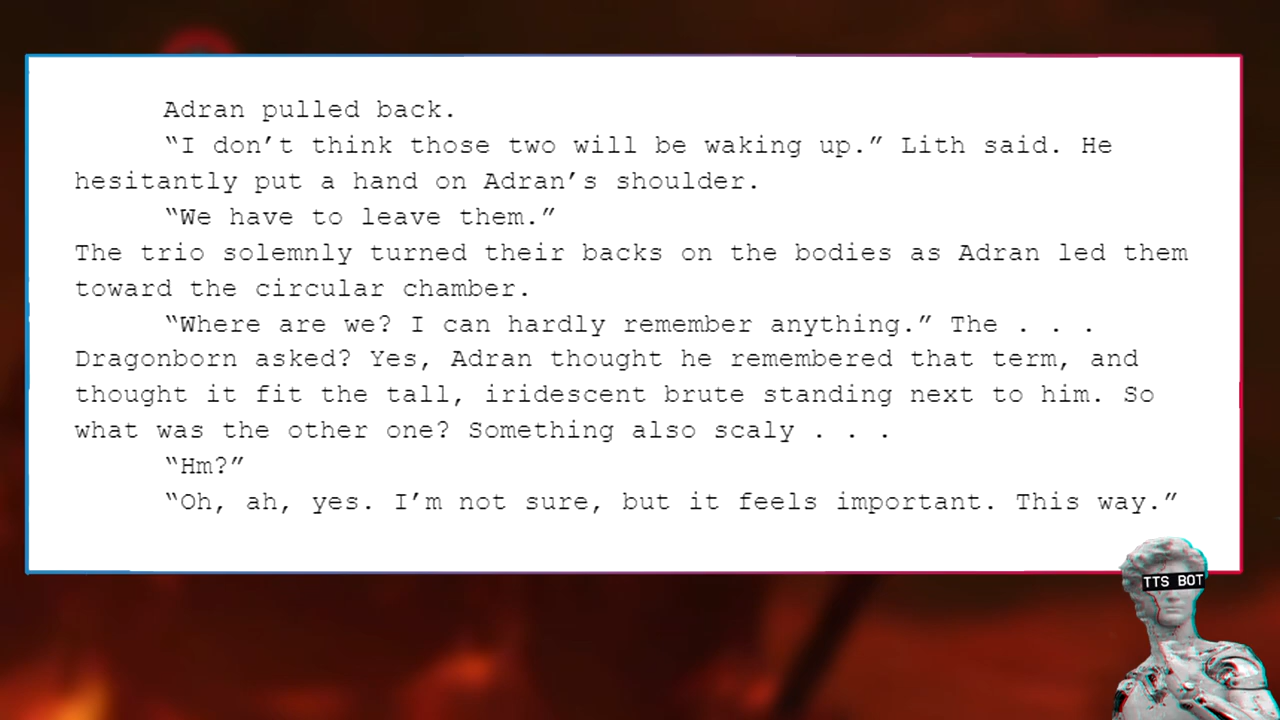 Adran pulled back.
“I don’t think those two will be waking up.” Lith said. He
hesitantly put a hand on Adran’s shoulder.
“We have to leave them.”
The trio solemnly turned their backs on the bodies as Adran led them
toward the circular chamber.
“Where are we? I can hardly remember anything.” The . . .
Dragonborn asked? Yes, Adran thought he remembered that term, and
thought it fit the tall, iridescent brute standing next to him. So
what was the other one? Something also scaly . . .
“Hm?”
“Oh, ah, yes. I’m not sure, but it feels important. This way.”
TTS BOT